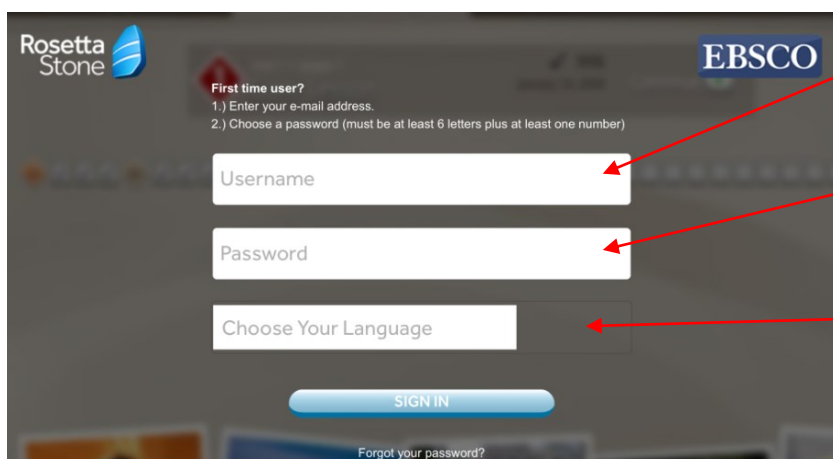 Rosetta
Stone
EBSCO
First time user?
1.) Enter your e-mail address.
2.) Choose a password (must be at least 6 letters plus at least one number)
Username
Password
Choose Your Language
SIGN IN
Forgot your password?